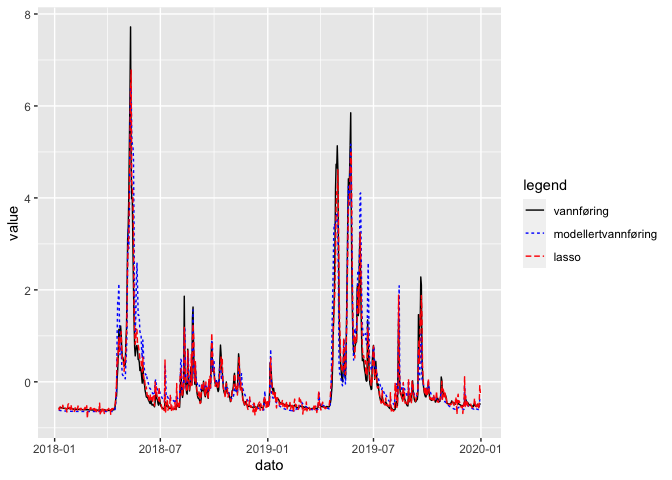 8
6
4
2
0
value
2018-01
2018-07
2019-01
2019-07
2020-01
dato
legend
vannføring
modellertvannføring
lasso